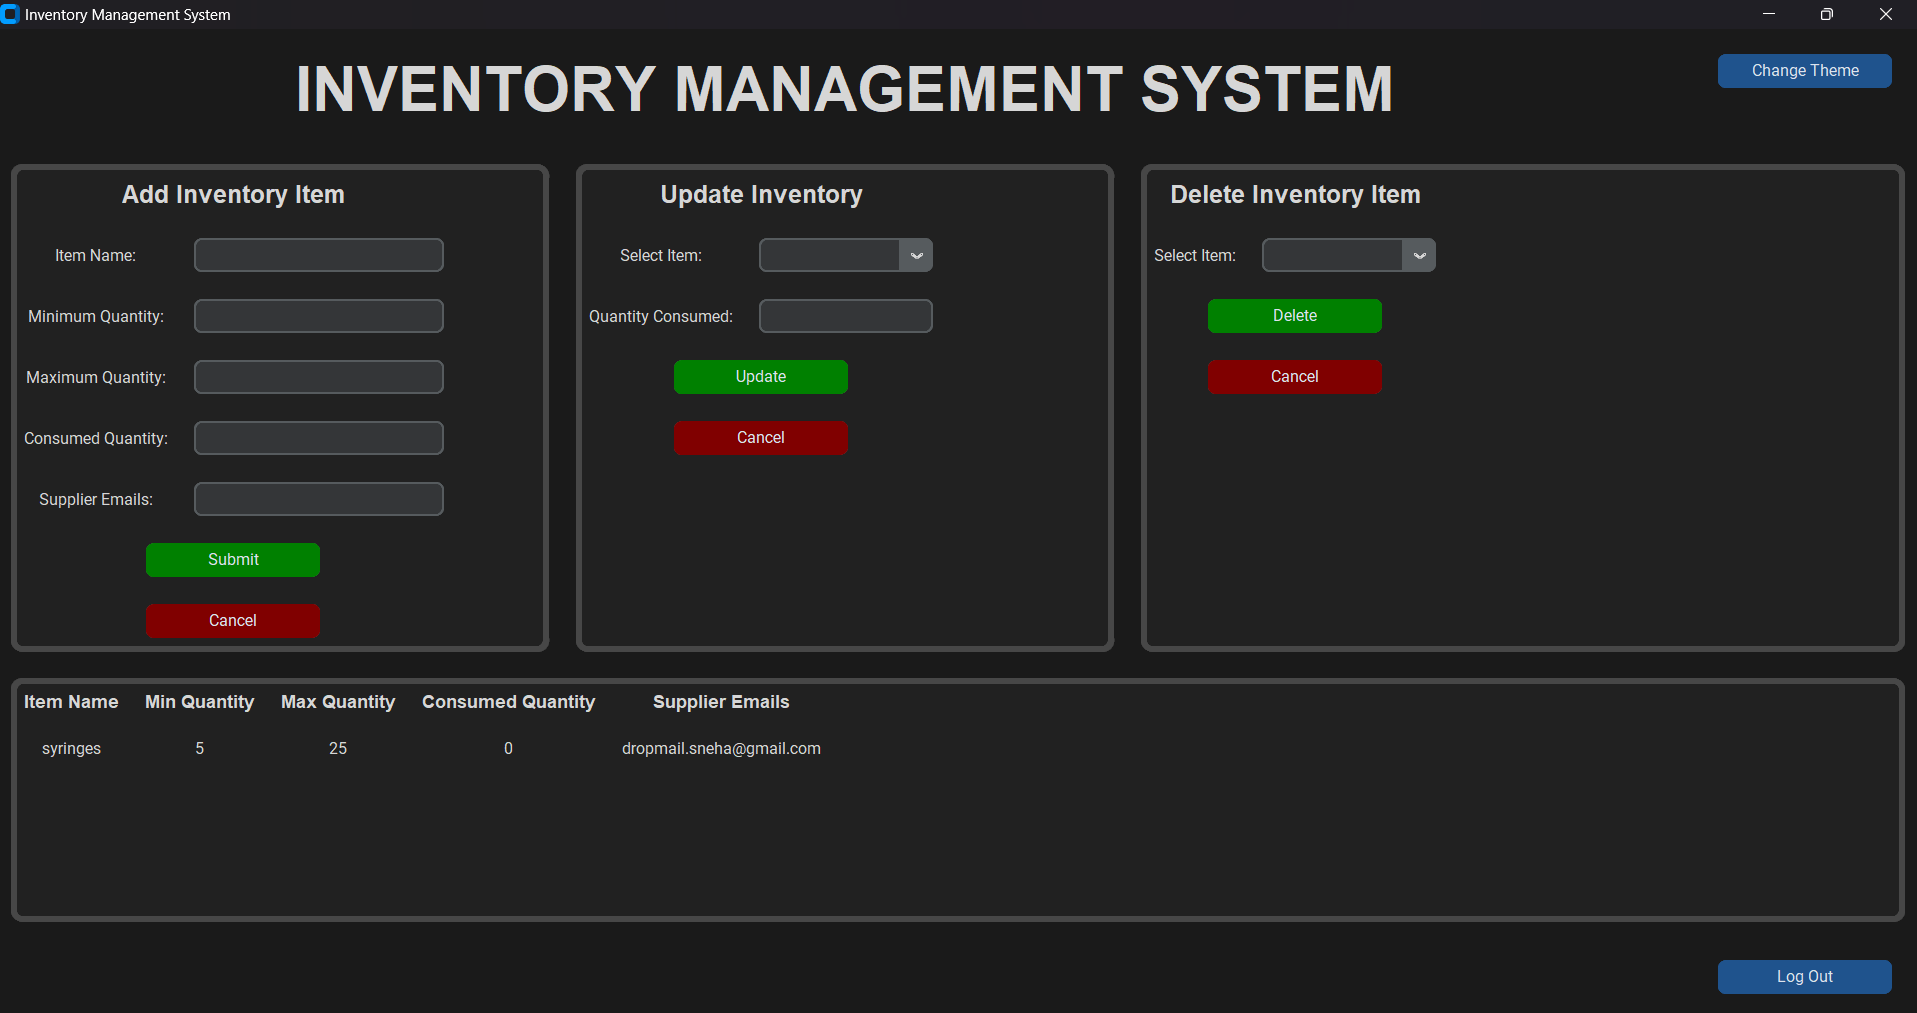 Inventory Management System
INVENTORY MANAGEMENT SYSTEM
Change Theme
Add Inventory Item
Item Name:
Minimum Quantity:
Maximum Quantity:
Consumed Quantity:
Supplier Emails:
Submit
Cancel
Update Inventory
Select Item:
Quantity Consumed:
Update
Cancel
Delete Inventory Item
Select Item:
Delete
Cancel
Item Name Min Quantity Max Quantity Consumed Quantity Supplier Emails
syringes 5 25 0 dropmail.sneha@gmail.com
Log Out